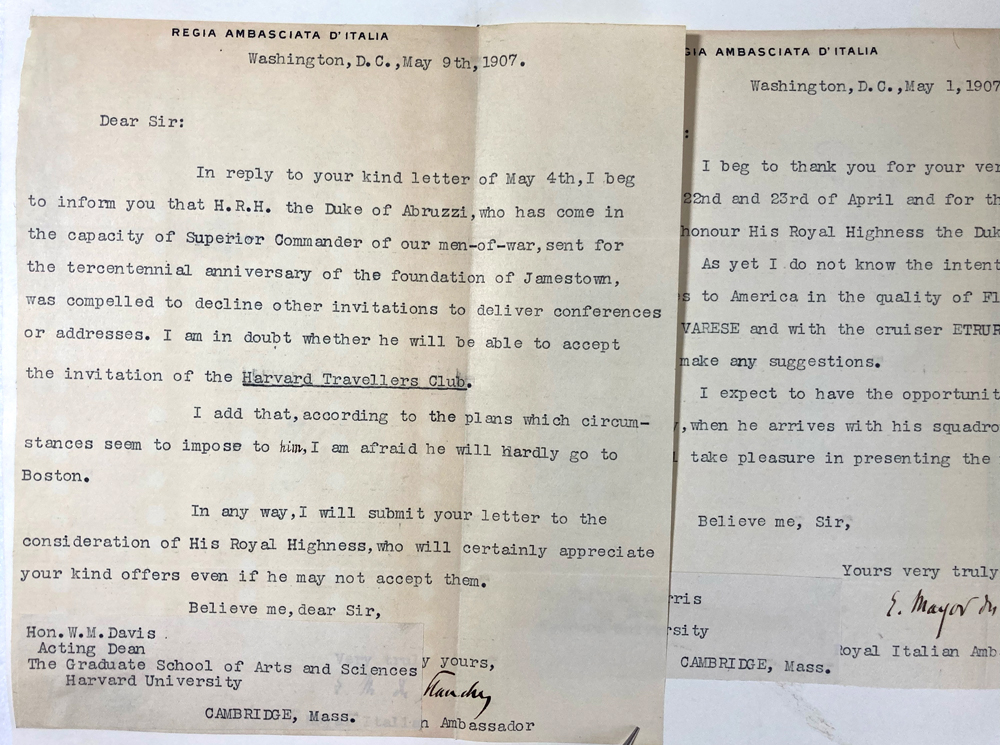 REGIA AMBASCIATA D'ITALIA
Washington, D.C., May 9th, 1907.
Dear Sir:
In reply to your kind letter of May 4th, I beg
to inform you that H.R.H. the Duke of Abruzzi, who has come in
the capacity of Superior Commander of our men-of-war, sent for
the tercentennial anniversary of the foundation of Jamestown,
was compelled to decline other invitations to deliver conferences
or addresses. I am in doubt whether he will be able to accept
the invitation of the Harvard Travellers Club.
I add that, according to the plans which circum-
stances seem to impose to him, I am afraid he will Hardly go to
Boston.
In any way, I will submit your letter to the
consideration of His Royal Highness, who will certainly appreciate
your kind offers even if he may not accept them.
Believe me, dear Sir,
Hon. W.M. Davis.
Acting Dean
The Graduate School of Arts and Sciences
Harvard University
CAMBRIDGE, Mass.
y yours,
n Ambassador
GIA AMBASCIATA D'ITALIA
Washington, D.C., May 1, 1907
:
I beg to thank you for your ver
22nd and 23rd of April and for th
honour His Royal Highness the Duk
As yet I do not know the intent
s to America in the quality of Fl
VARESE and with the cruiser ETRUR
make any suggestions.
I expect to have the opportunit
, when he arrives with his squadro
l take pleasure in presenting the
Believe me, Sir,
Yours very truly
E. Mayor
rris
rsity
CAMBRIDGE, Mass.
Royal Italian Amb